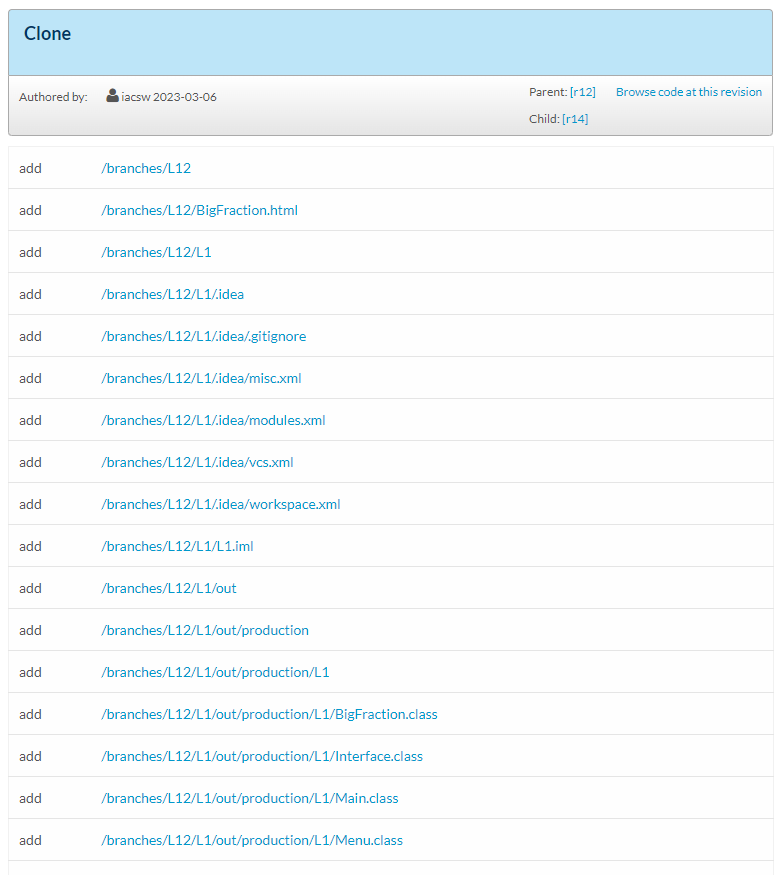 Clone
Authored by: iacsw 2023-03-06
Parent: [r12] Browse code at this revision
Child: [r14]
add /branches/L12
add /branches/L12/BigFraction.html
add /branches/L12/L1
add /branches/L12/L1/.idea
add /branches/L12/L1/.idea/.gitignore
add /branches/L12/L1/.idea/misc.xml
add /branches/L12/L1/.idea/modules.xml
add /branches/L12/L1/.idea/vcs.xml
add /branches/L12/L1/.idea/workspace.xml
add /branches/L12/L1/L1.iml
add /branches/L12/L1/out
add /branches/L12/L1/out/production
add /branches/L12/L1/out/production/L1
add /branches/L12/L1/out/production/L1/BigFraction.class
add /branches/L12/L1/out/production/L1/Interface.class
add /branches/L12/L1/out/production/L1/Main.class
add /branches/L12/L1/out/production/L1/Menu.class